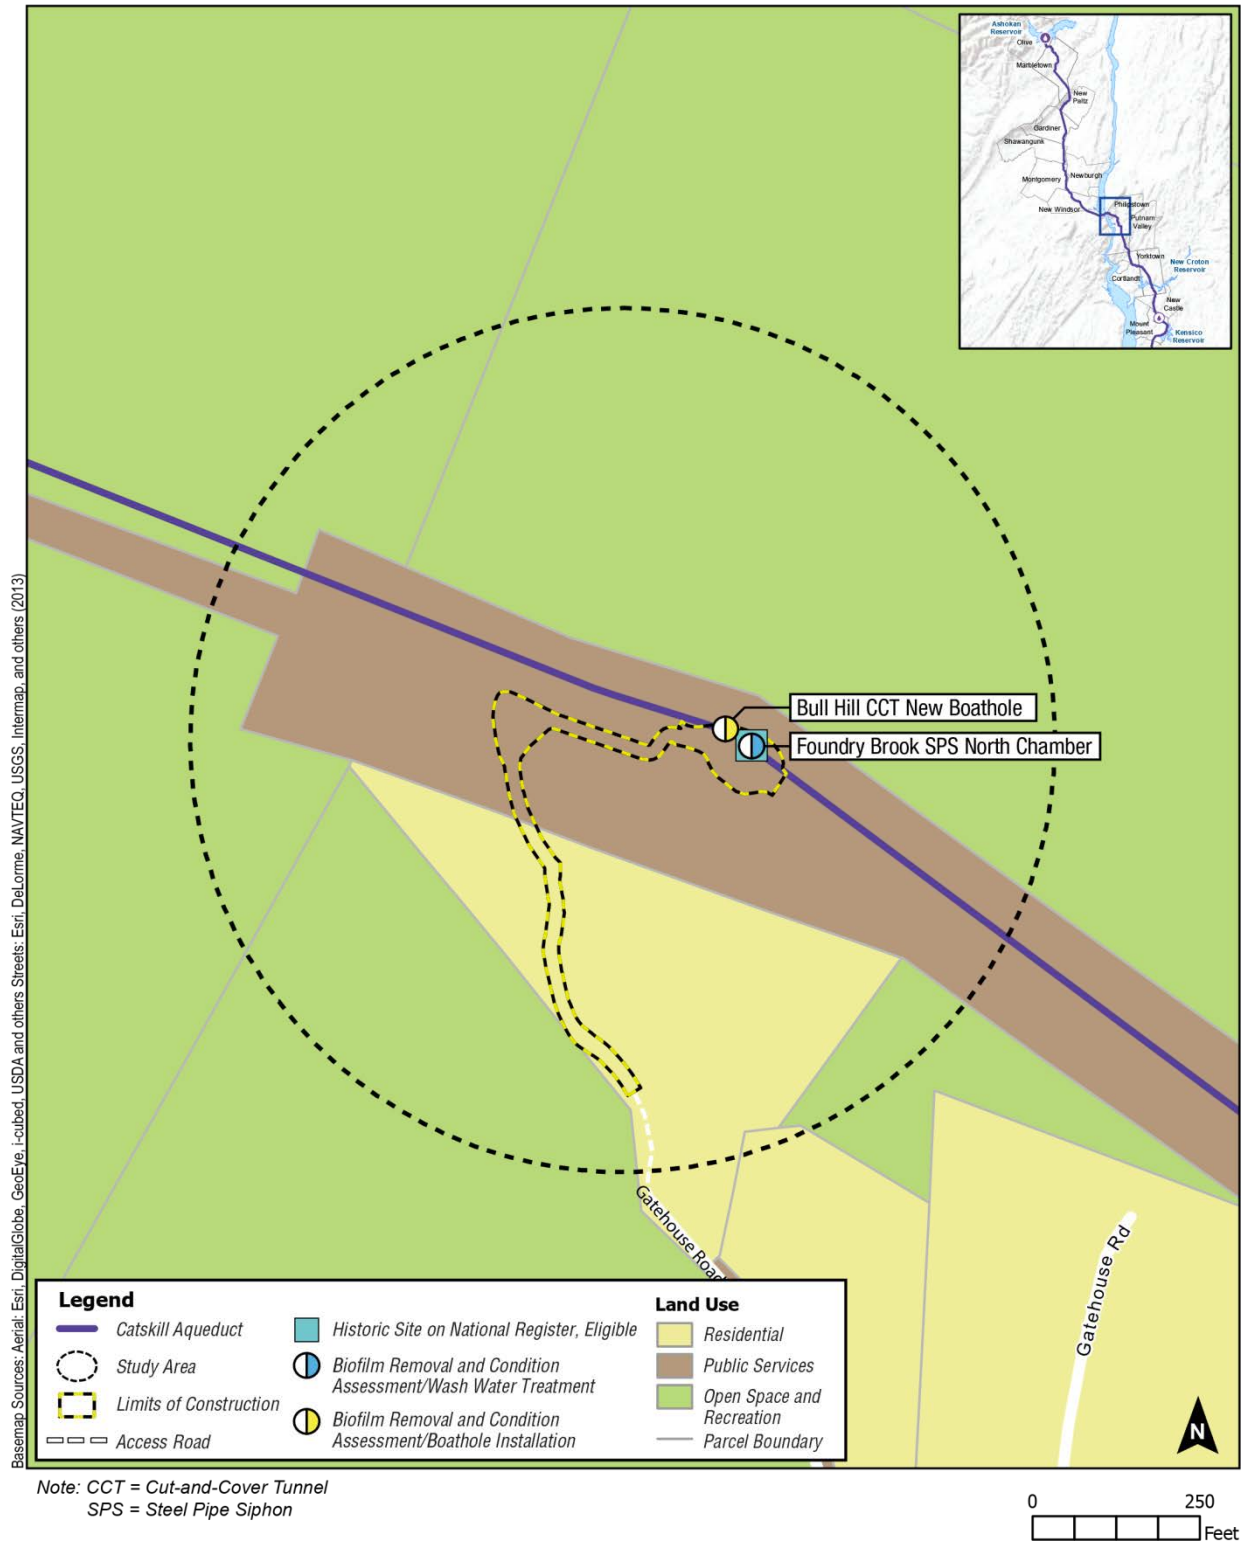 Ashokan
Reservoir
Olive
Marbletown
New
Paltz
Gardiner
Shawangunk
Montgomery
Newburgh
New Windsor
Philipstown
Putnam
Valley
Yorktown
New Croton
Reservoir
Cortlandt
New
Castle
Mount
Pleasant
Kensico
Reservoir
Bull Hill CCT New Boathole
Foundry Brook SPS North Chamber
Gatehouse Road
Gatehouse Rd
Basemap Sources: Aerial: Esri, DigitalGlobe, GeoEye, i-cubed, USDA and others Streets: Esri, DeLorme, NAVTEQ, USGS, Intermap, and others (2013)
Legend
Catskill Aqueduct
Study Area
Limits of Construction
Access Road
Historic Site on National Register, Eligible
Biofilm Removal and Condition
Assessment/Wash Water Treatment
Biofilm Removal and Condition
Assessment/Boathole Installation
Land Use
Residential
Public Services
Open Space and
Recreation
Parcel Boundary
N
Note: CCT = Cut-and-Cover Tunnel
SPS = Steel Pipe Siphon
0 250
Feet